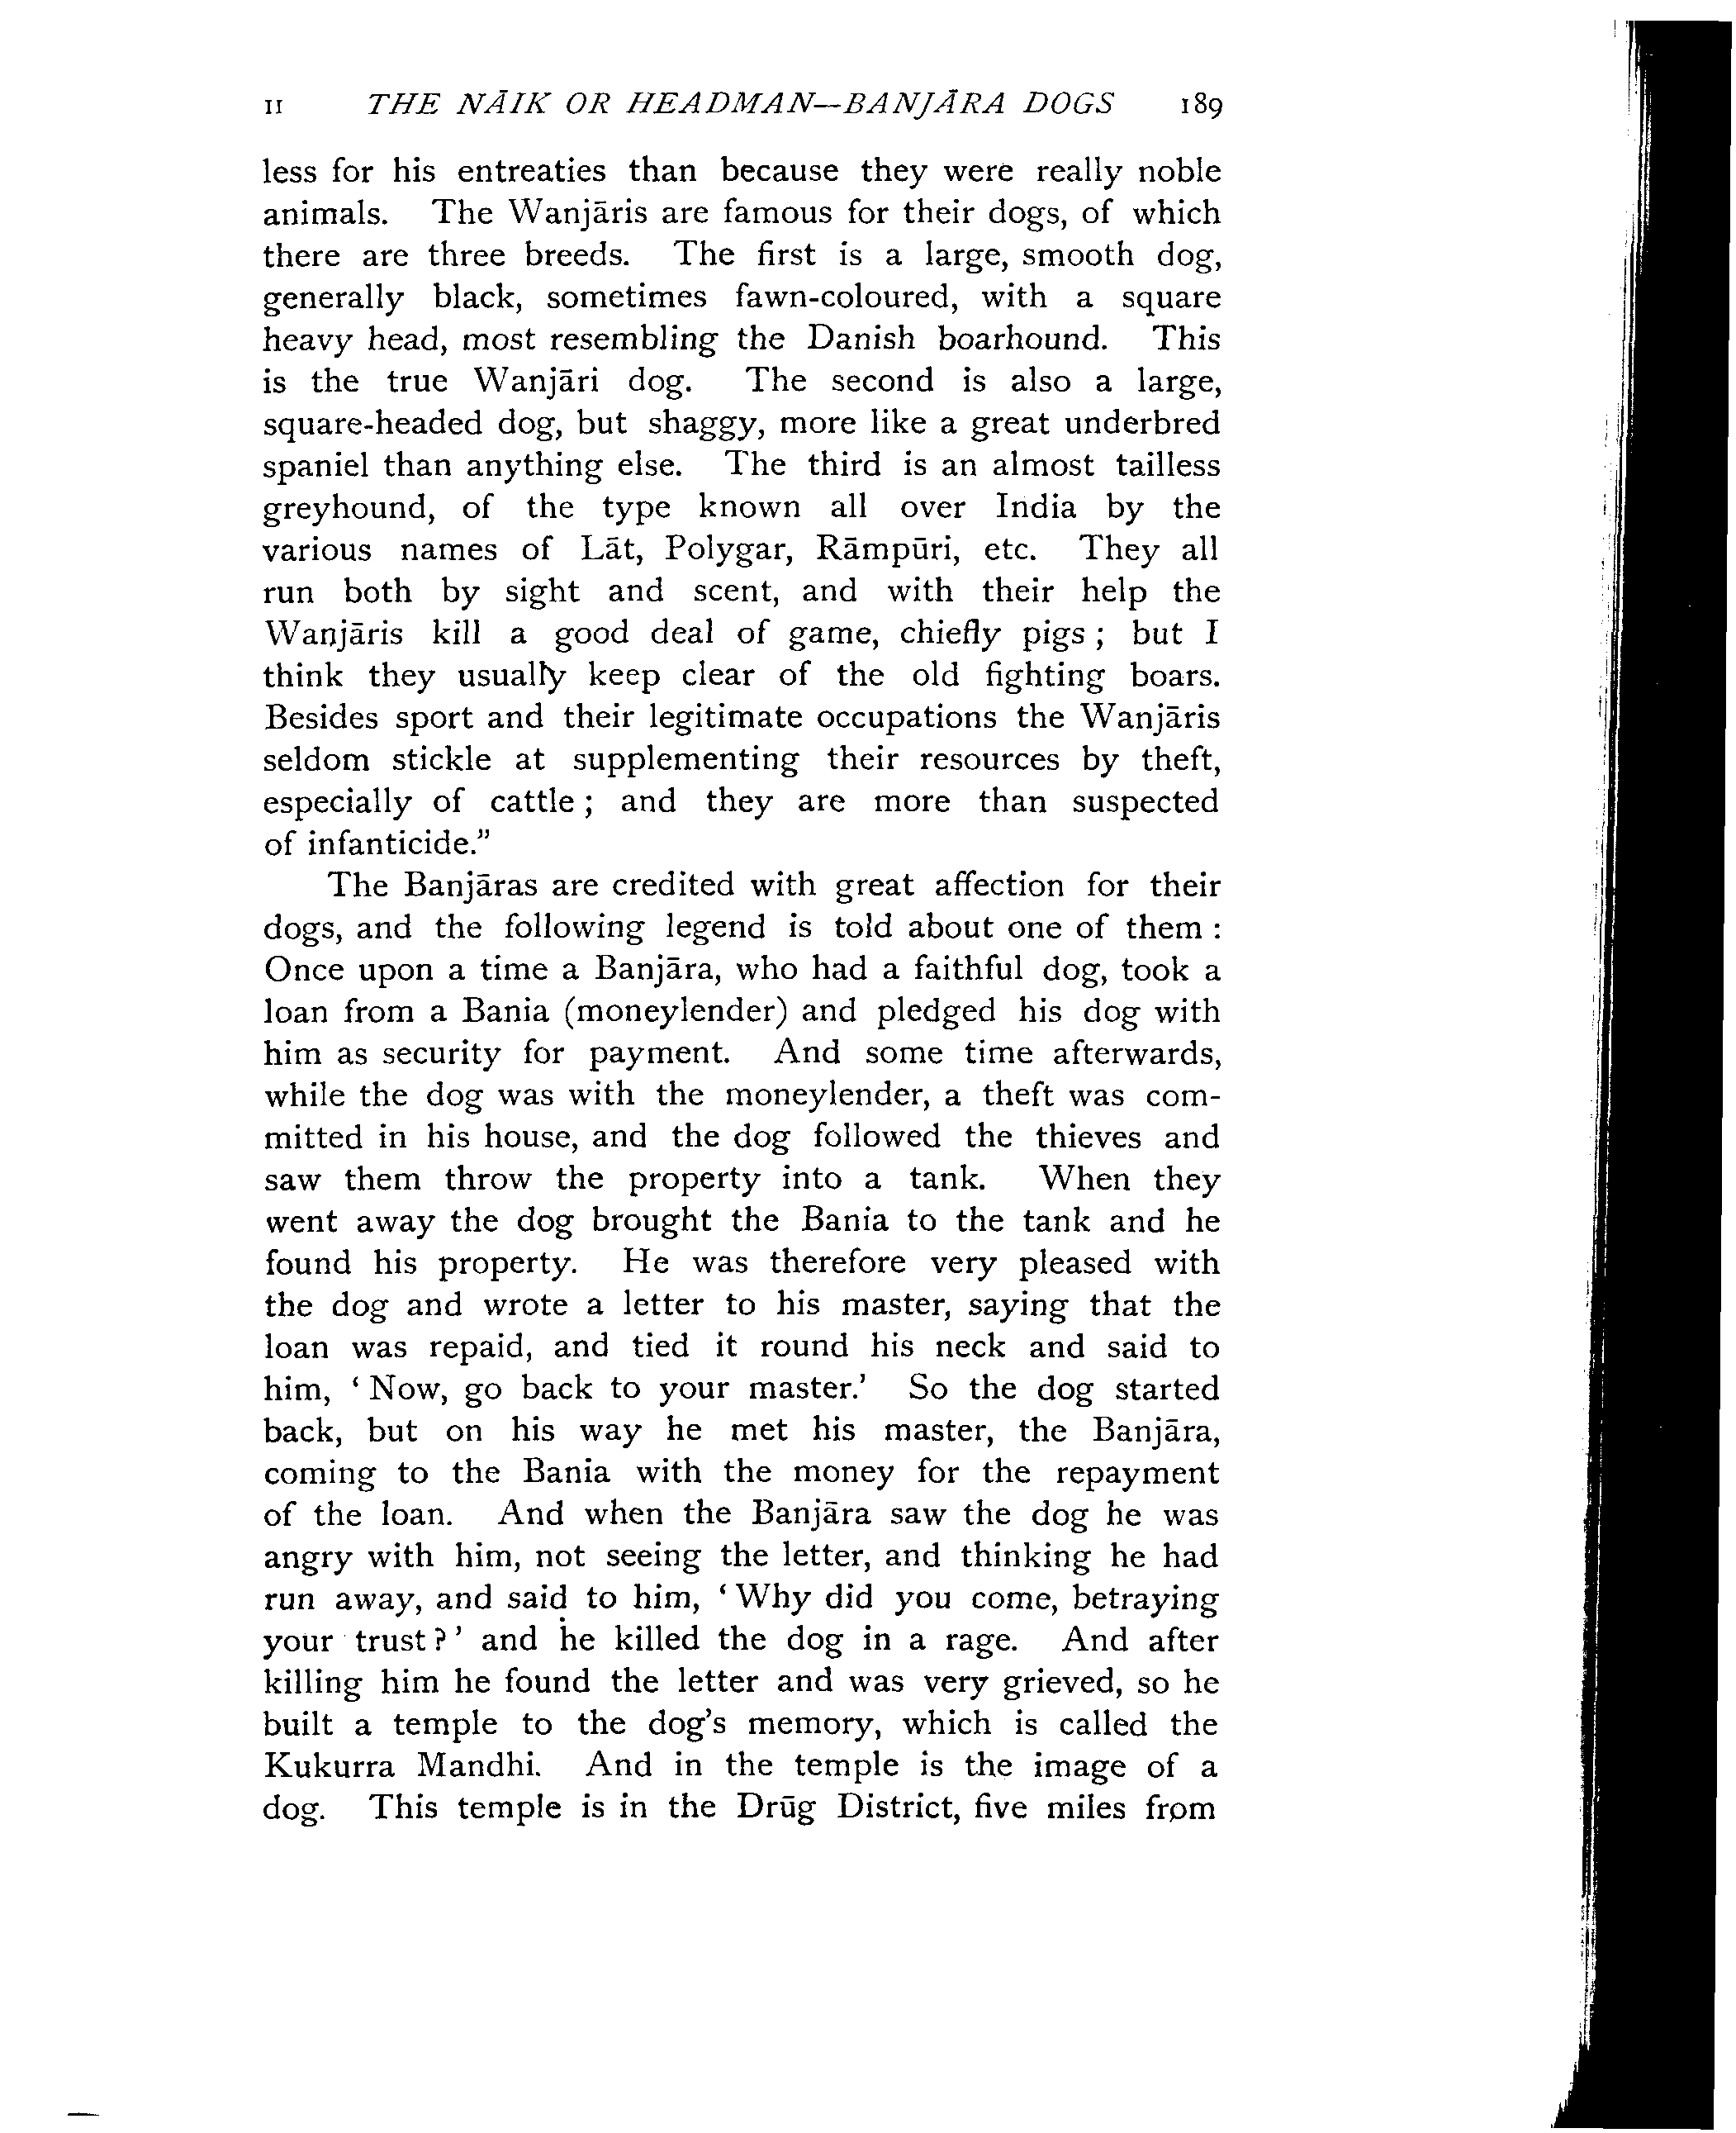 II THE NĀIK OR HEADMAN—BANJĀRA DOGS 189
less for his entreaties than because they were really noble
animals. The Wanjāris are famous for their dogs, of which
there are three breeds. The first is a large, smooth dog,
generally black, sometimes fawn-coloured, with a square
heavy head, most resembling the Danish boarhound. This
is the true Wanjāri dog. The second is also a large,
square-headed dog, but shaggy, more like a great underbred
spaniel than anything else. The third is an almost tailless
greyhound, of the type known all over India by the
various names of Lāt, Polygar, Rāmpūri, etc. They all
run both by sight and scent, and with their help the
Wanjāris kill a good deal of game, chiefly pigs ; but I
think they usually keep clear of the old fighting boars.
Besides sport and their legitimate occupations the Wanjāris
seldom stickle at supplementing their resources by theft,
especially of cattle ; and they are more than suspected
of infanticide.”
The Banjāras are credited with great affection for their
dogs, and the following legend is told about one of them :
Once upon a time a Banjāra, who had a faithful dog, took a
loan from a Bania (moneylender) and pledged his dog with
him as security for payment. And some time afterwards,
while the dog was with the moneylender, a theft was com-
mitted in his house, and the dog followed the thieves and
saw them throw the property into a tank. When they
went away the dog brought the Bania to the tank and he
found his property. He was therefore very pleased with
the dog and wrote a letter to his master, saying that the
loan was repaid, and tied it round his neck and said to
him, ‘ Now, go back to your master.’ So the dog started
back, but on his way he met his master, the Banjāra,
coming to the Bania with the money for the repayment
of the loan. And when the Banjāra saw the dog he was
angry with him, not seeing the letter, and thinking he had
run away, and said to him, ‘ Why did you come, betraying
your trust ? ’ and he killed the dog in a rage. And after
killing him he found the letter and was very grieved, so he
built a temple to the dog’s memory, which is called the
Kukurra Mandhi. And in the temple is the image of a
dog. This temple is in the Drūg District, five miles from